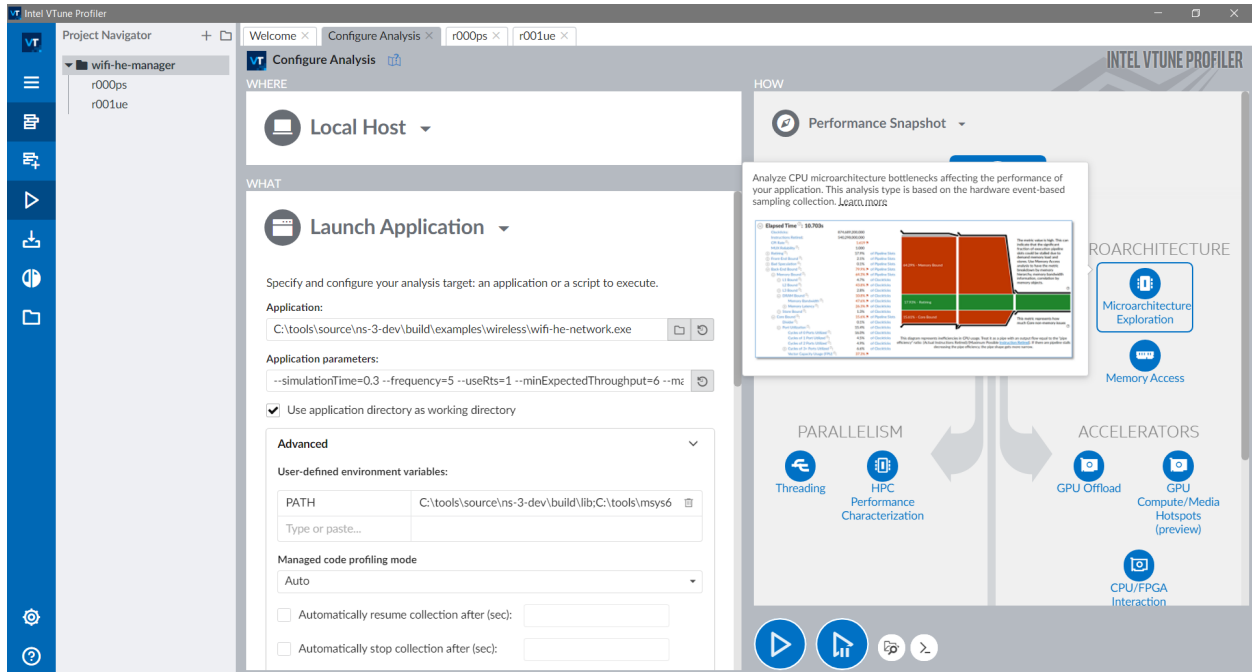 Intel VTune Profiler
Project Navigator
wifi-he-manager
r000ps
r001ue
Welcome
Configure Analysis
r000ps
r001ue
Configure Analysis
INTEL VTUNE PROFILER
WHERE
Local Host
WHAT
Launch Application
Specify and configure your analysis target: an application or a script to execute.
Application:
C:\tools\source\ns-3-dev\build\examples\wireless\wifi-he-network.exe
Application parameters:
--simulationTime=0.3 --frequency=5 --useRts=1 --minExpectedThroughput=6 --ma
Use application directory as working directory
Advanced
User-defined environment variables:
PATH C:\tools\source\ns-3-dev\build\lib;C:\tools\msys6
Type or paste...
Managed code profiling mode
Auto
Automatically resume collection after (sec):
Automatically stop collection after (sec):
HOW
Performance Snapshot
Analyze CPU microarchitecture bottlenecks affecting the performance of
your application. This analysis type is based on the hardware event-based
sampling collection. Learn more
Elapsed Time: 10.703s
ROARCHITECTURE
Microarchitecture
Exploration
Memory Access
PARALLELISM
Threading
HPC
Performance
Characterization
ACCELERATORS
GPU Offload
GPU
Compute/Media
Hotspots
(preview)
CPU/FPGA
Interaction